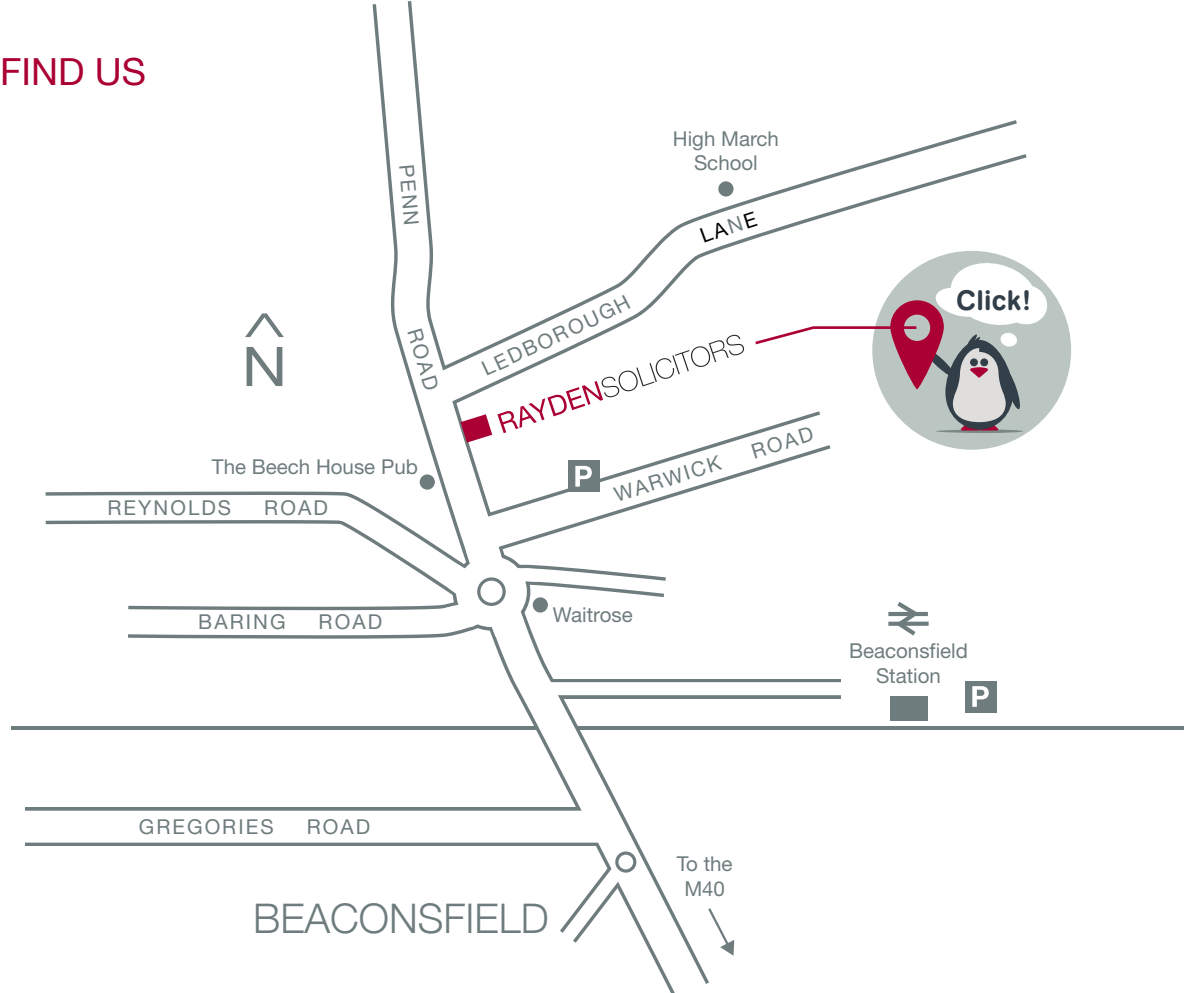 FIND US
High March
School
PENN
ROAD
LEDBOROUGH
LANE
Click!
N
RAYDENSOLICITORS
The Beech House Pub
P
WARWICK ROAD
REYNOLDS ROAD
BARING ROAD
Waitrose
Beaconsfield
Station
P
GREGORIES ROAD
To the
M40
BEACONSFIELD